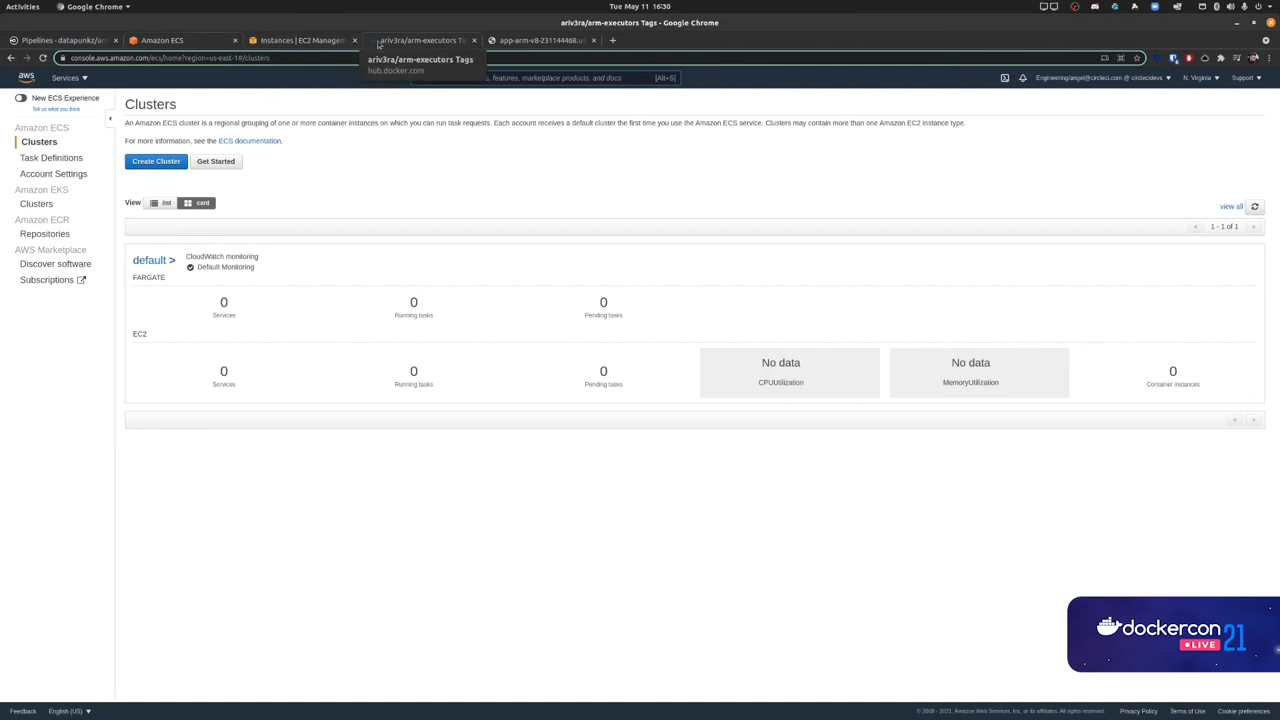 Activities
Google Chrome
Tue May 11 16:30
ariv3ra/arm-executors Tags - Google Chrome
Pipelines - datapunkz/arm
Amazon ECS
Instances | EC2 Managem
ariv3ra/arm-executors Ta
app-arm-v8-231144468.us
console.aws.amazon.com/ecs/home?region=us-east-1#/clusters
ariv3ra/arm-executors Tags
hub.docker.com
aws
Services
, features, marketplace products, and docs
[Alt+S]
Engineering/angel@circleci.com @ circlecidevs
N. Virginia
Support
New ECS Experience
Tell us what you think
Amazon ECS
Clusters
Task Definitions
Account Settings
Amazon EKS
Clusters
Amazon ECR
Repositories
AWS Marketplace
Discover software
Subscriptions
Clusters
An Amazon ECS cluster is a regional grouping of one or more container instances on which you can run task requests. Each account receives a default cluster the first time you use the Amazon ECS service. Clusters may contain more than one Amazon EC2 instance type.
For more information, see the ECS documentation.
Create Cluster
Get Started
View
list
card
view all
< 1 - 1 of 1 >
default >
CloudWatch monitoring
Default Monitoring
FARGATE
0
0
0
Services
Running tasks
Pending tasks
EC2
0
0
0
No data
No data
0
Services
Running tasks
Pending tasks
CPUUtilization
MemoryUtilization
Container instances
< >
dockercon
LIVE
21
Feedback
English (US)
© 2008 - 2021, Amazon Web Services, Inc. or its affiliates. All rights reserved.
Privacy Policy
Terms of Use
Cookie preferences